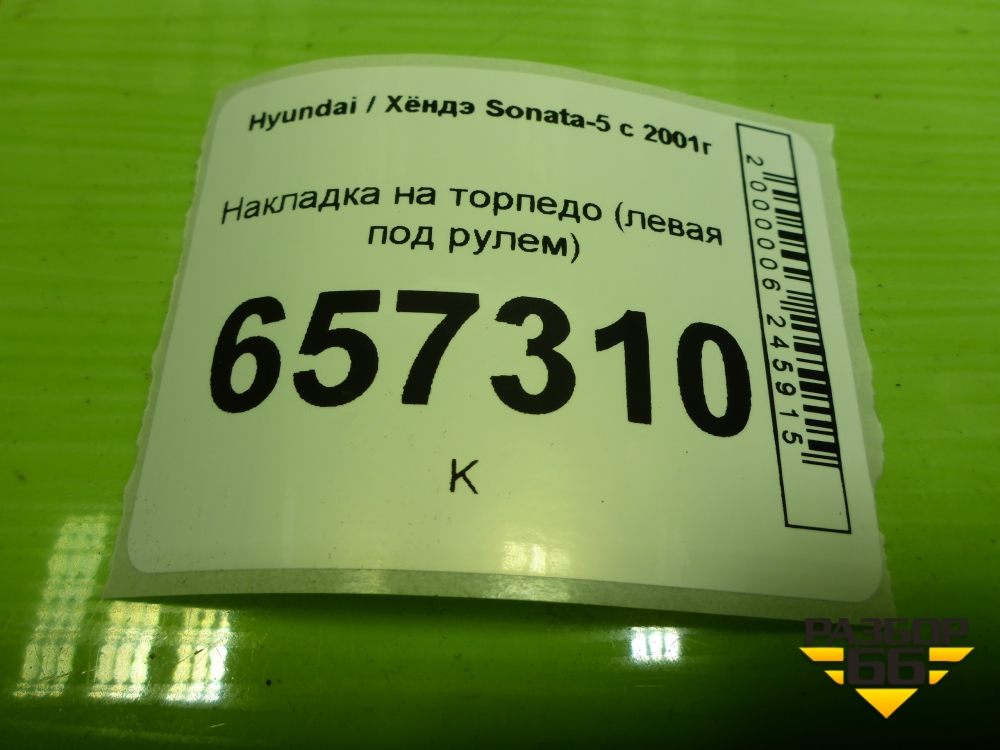 Hyundai / Хёндэ Sonata-5 с 2001г
Накладка на торпедо (левая
под рулем)
657310
К
2000006245915
РАЗБОР
66